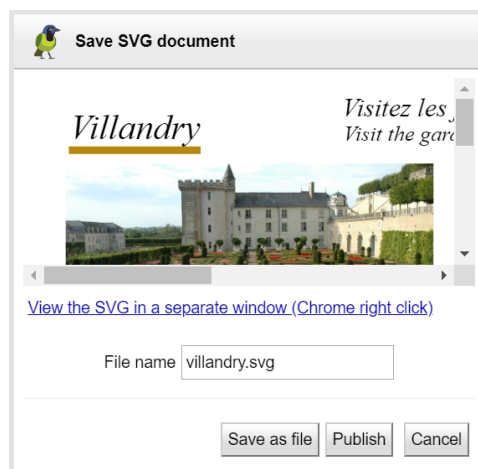 Save SVG document
Villandry
Visitez les
Visit the gar
View the SVG in a separate window (Chrome right click)
File name villandry.svg
Save as file Publish Cancel